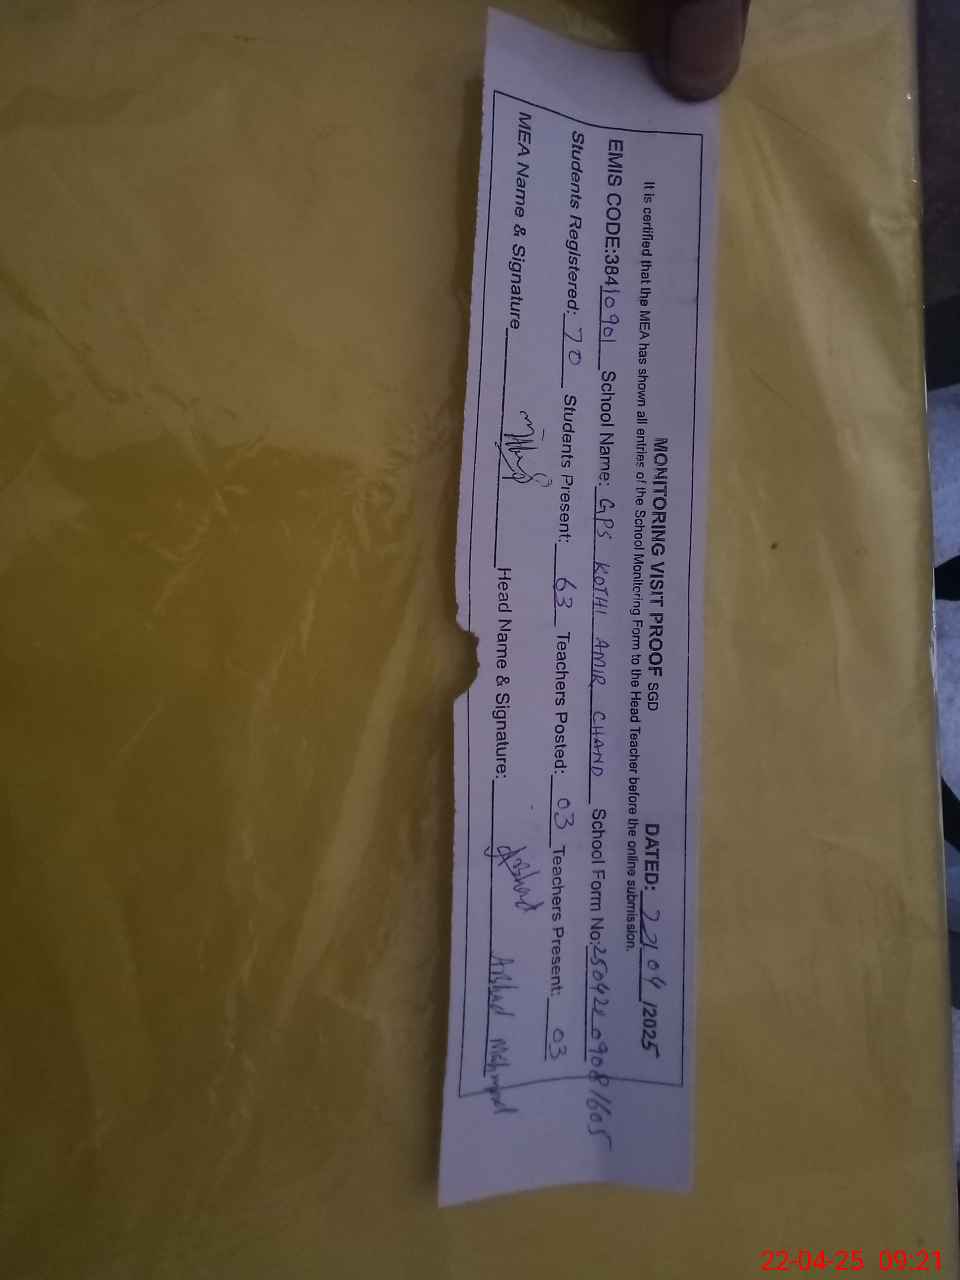 MONITORING VISIT PROOF SGD DATED: 22/04/2025
It is certified that the MEA has shown all entries of the School Monitoring Form to the Head Teacher before the online submission.
EMIS CODE:38410901 School Name: GPS KOTHI AMIR CHAND School Form No:
Students Registered: 70 Students Present: 63 Teachers Posted: 03 Teachers Present: 03
MEA Name & Signature Head Name & Signature: Arshad Arshad Mahmood
22-04-25 09:21